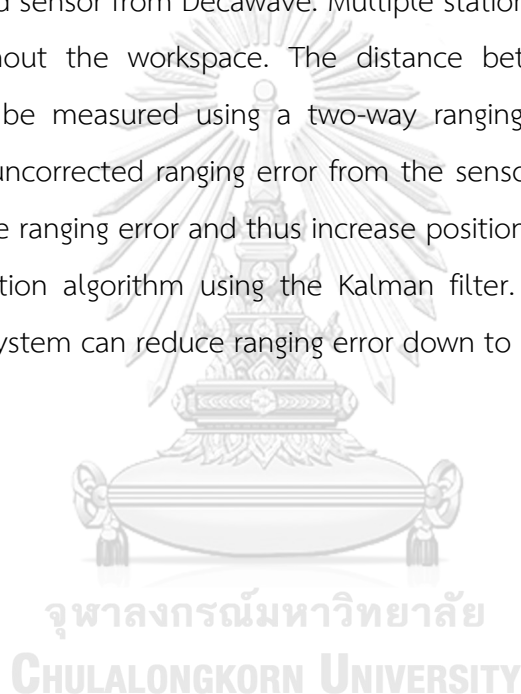 d sensor from Decawave. Multiple station
out the workspace. The distance bet
be measured using a two-way ranging
uncorrected ranging error from the senso
e ranging error and thus increase position
tion algorithm using the Kalman filter.
ystem can reduce ranging error down to
จุฬาลงกรณ์มหาวิทยาลัย
CHULALONGKORN UNIVERSITY